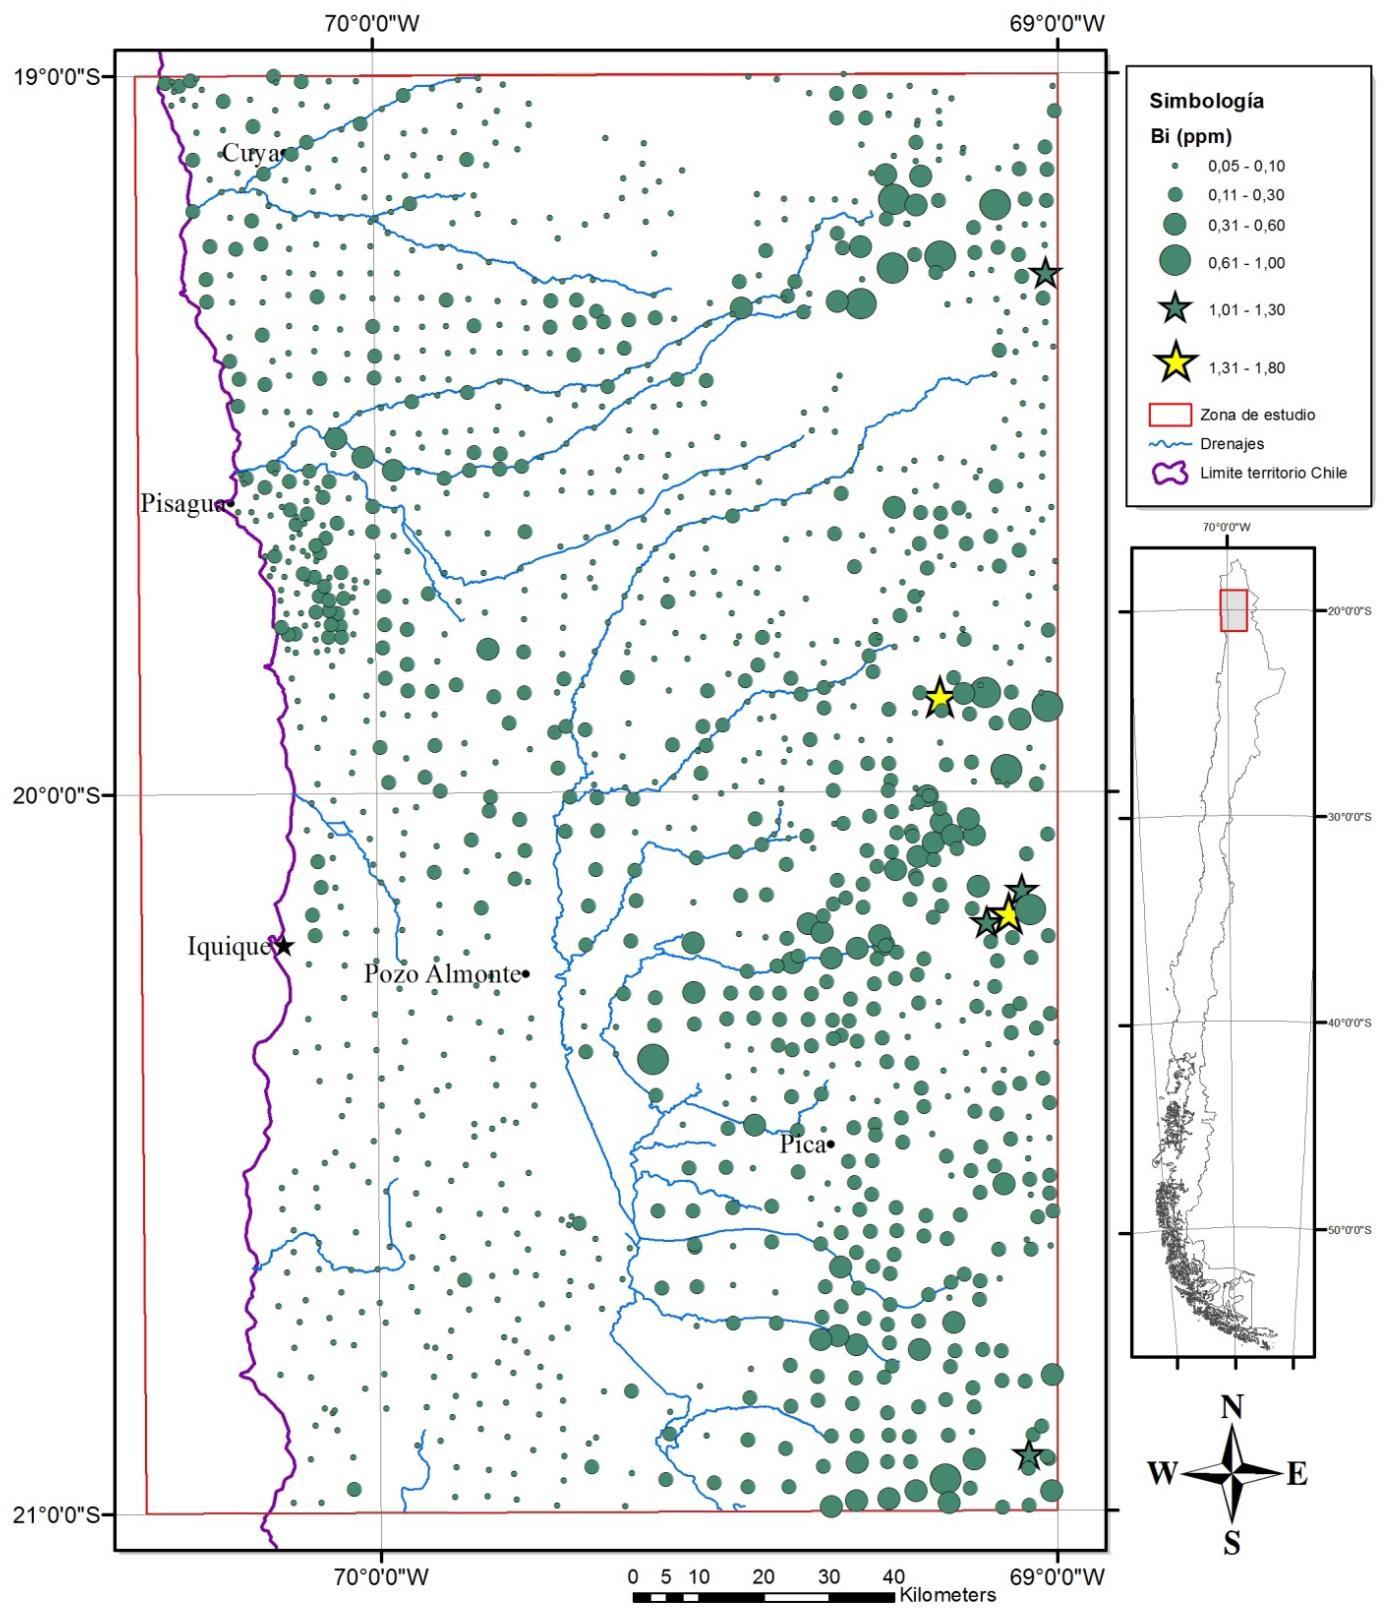 70°0'0"W
69°0'0"W
19°0'0"S
Cuya
Pisagua
20°0'0"S
Iquique
Pozo Almonte
Pica
21°0'0"S
70°0'0"W
69°0'0"W
0 5 10 20 30 40
Kilometers
Simbología
Bi (ppm)
0,05 - 0,10
0,11 - 0,30
0,31 - 0,60
0,61 - 1,00
1,01 - 1,30
1,31 - 1,80
Zona de estudio
Drenajes
Limite territorio Chile
70°0'0"W
20°0'0"S
30°0'0"S
40°0'0"S
50°0'0"S
N
W E
S